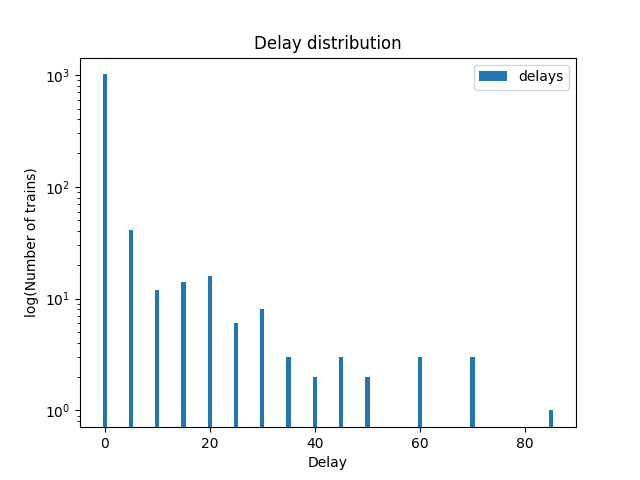 Delay distribution
delays
log(Number of trains)
10³
10²
10¹
10⁰
0 20 40 60 80
Delay